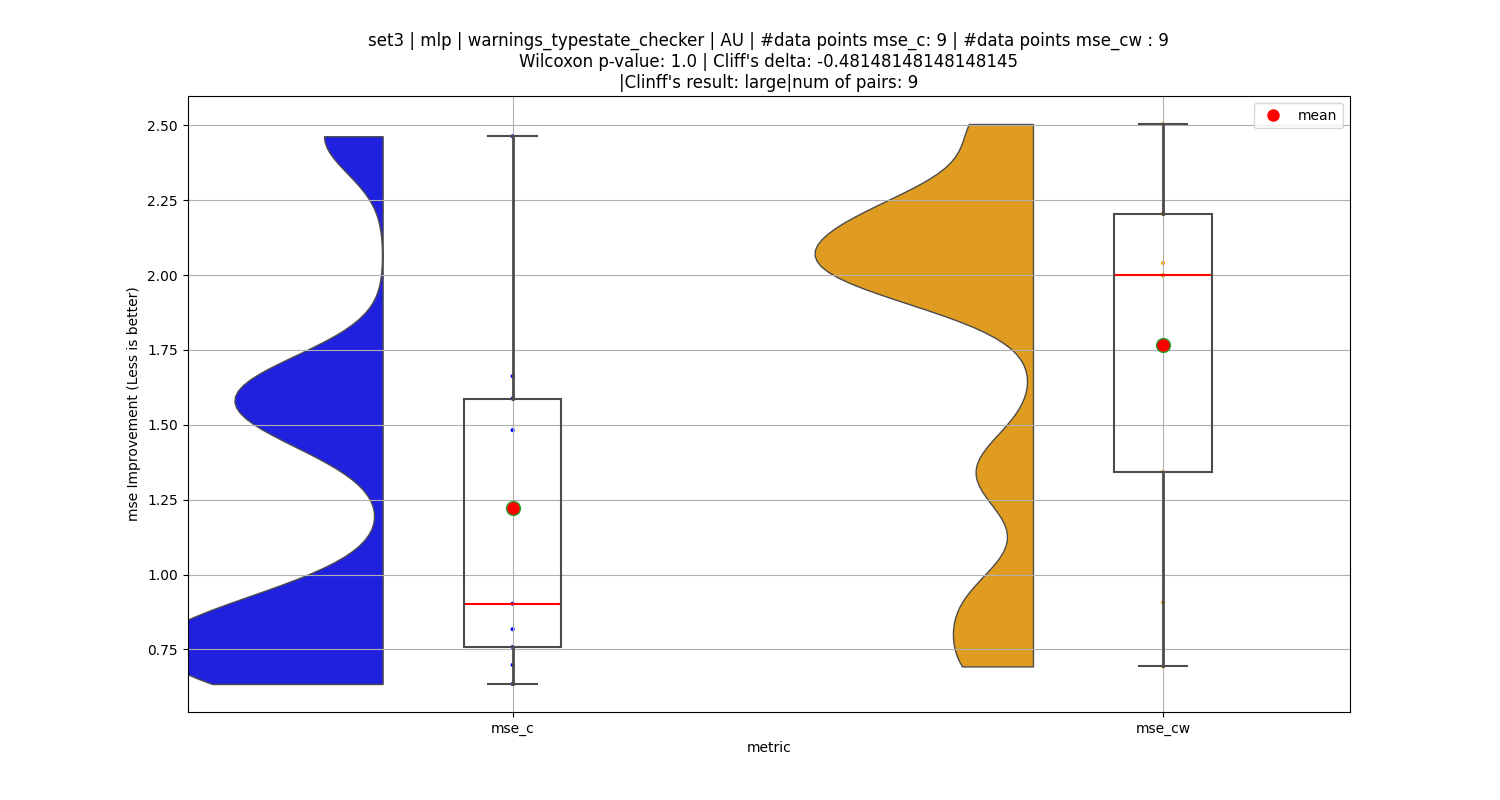 set3 | mlp | warnings_typestate_checker | AU | #data points mse_c: 9 | #data points mse_cw : 9
Wilcoxon p-value: 1.0 | Cliff's delta: -0.48148148148148145
|Clinff's result: large|num of pairs: 9
mean
2.50
2.25
2.00
1.75
1.50
1.25
1.00
0.75
mse Improvement (Less is better)
mse_c
mse_cw
metric